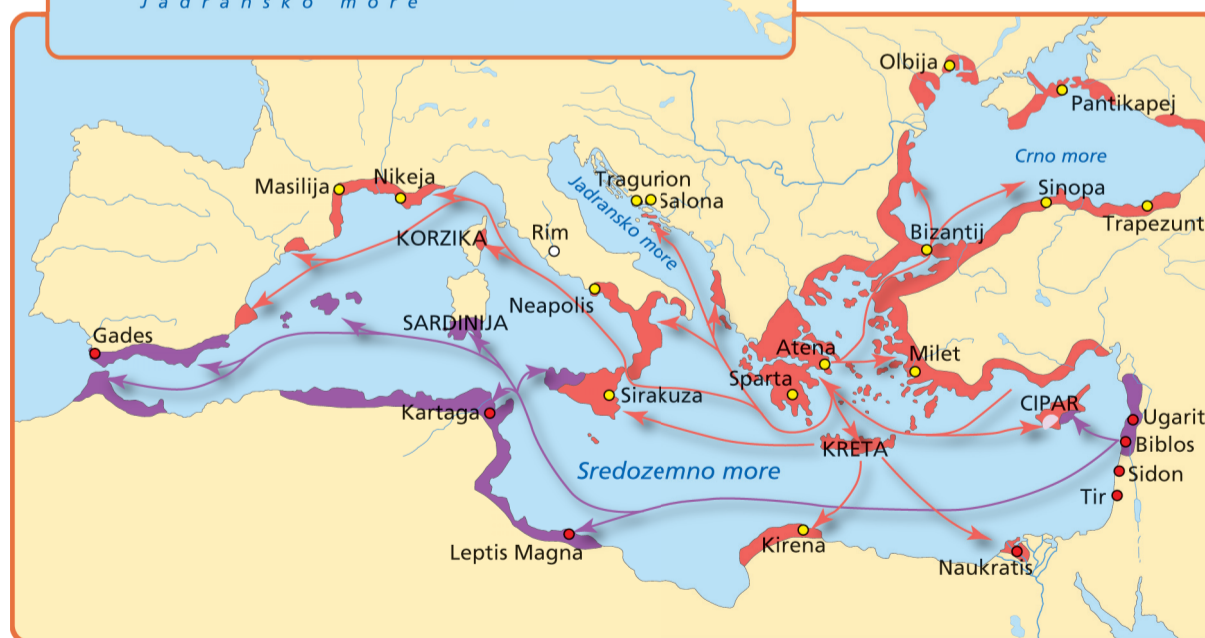 Jadransko more
Olbija
Pantikapej
Crno more
Masilija
Nikeja
Tragurion
Salona
Sinopa
Trapezunt
Jadransko more
KORZIKA
Rim
Bizantij
Neapolis
SARDINIJA
Gades
Atena
Milet
Sparta
Kartaga
Sirakuza
CIPAR
Ugarit
Biblos
KRETA
Sredozemno more
Sidon
Tir
Leptis Magna
Kirena
Naukratis